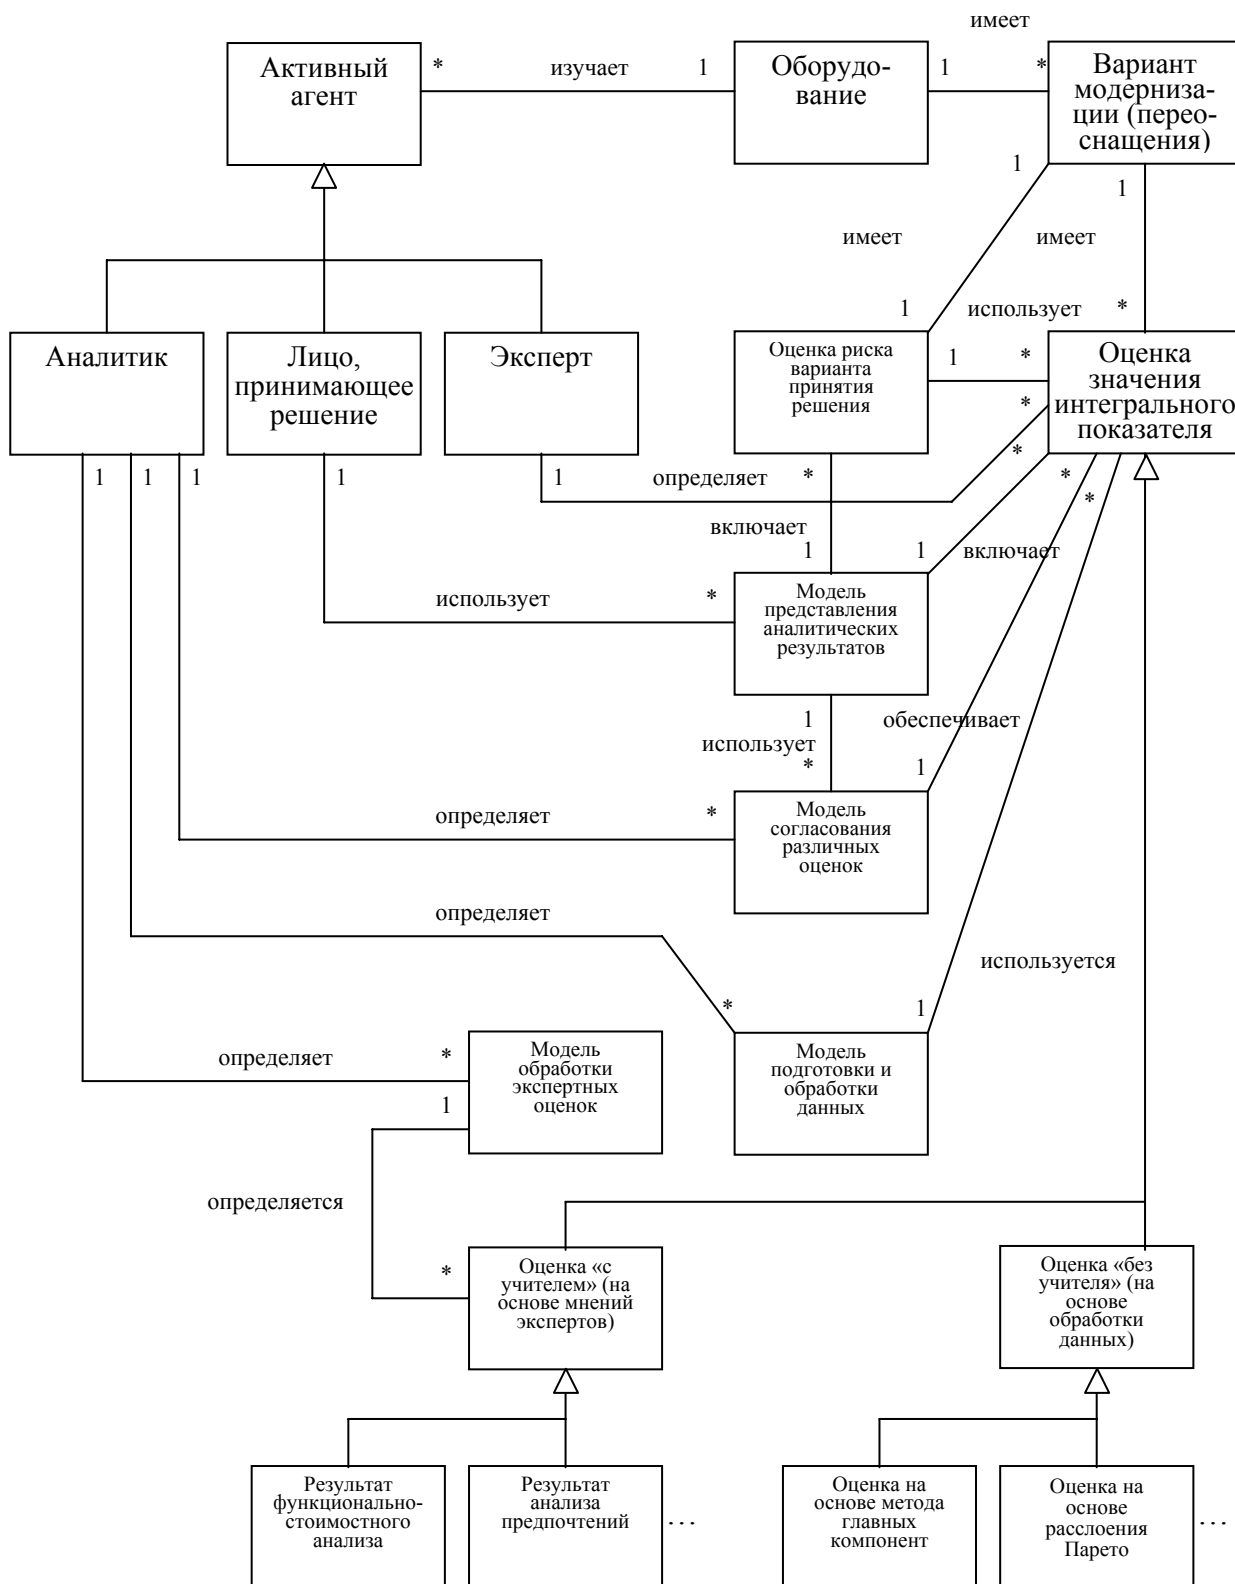 имеет
Активный
агент
*
изучает
1
Оборудо-
вание
1
*
Вариант
модерниза-
ции (перео-
снащения)
1
1
имеет
имеет
1
использует
*
Аналитик
Лицо,
принимающее
решение
Эксперт
Оценка риска
варианта
принятия
решения
1
*
*
Оценка
значения
интегрального
показателя
1
1
1
1
1
определяет
*
*
*
*
включает
1
1
включает
использует
*
Модель
представления
аналитических
результатов
1
использует
*
обеспечивает
1
определяет
*
Модель
согласования
различных
оценок
определяет
используется
*
1
определяет
*
1
Модель
обработки
экспертных
оценок
Модель
подготовки и
обработки
данных
определяется
*
Оценка «с
учителем» (на
основе мнений
экспертов)
Оценка «без
учителя» (на
основе
обработки
данных)
Результат
функционально-
стоимостного
анализа
Результат
анализа
предпочтений
...
Оценка на
основе метода
главных
компонент
Оценка на
основе
расслоения
Парето
...